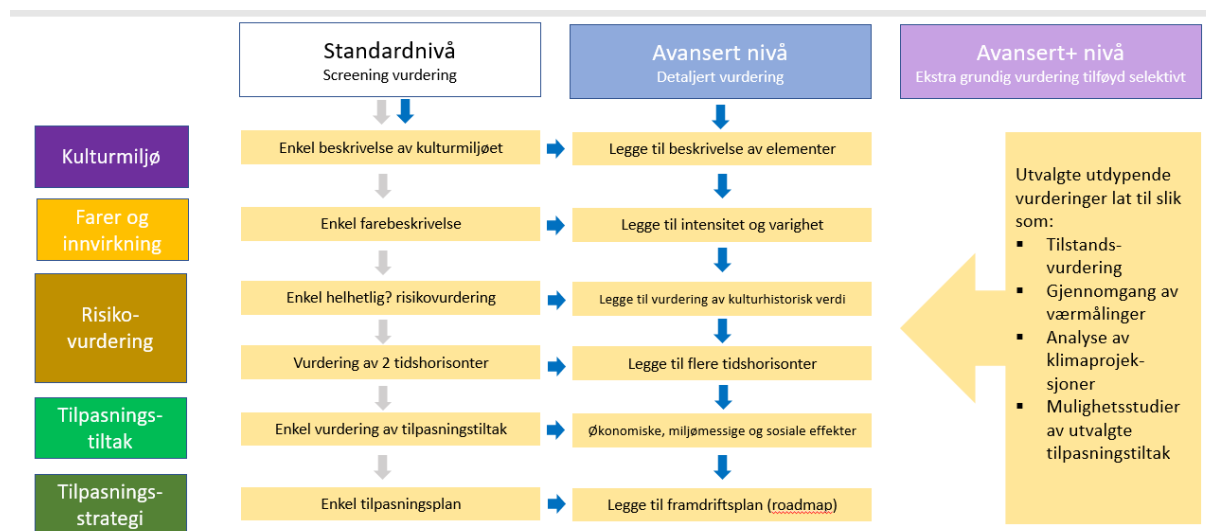 Standardnivå
Screening vurdering
Avansert nivå
Detaljert vurdering
Avansert+ nivå
Ekstra grundig vurdering tilføyd selektivt
Kulturmiljø
Enkel beskrivelse av kulturmiljøet
Legge til beskrivelse av elementer
Farer og
innvirkning
Enkel farebeskrivelse
Legge til intensitet og varighet
Risiko-
vurdering
Enkel helhetlig? risikovurdering
Legge til vurdering av kulturhistorisk verdi
Vurdering av 2 tidshorisonter
Legge til flere tidshorisonter
Tilpasnings-
tiltak
Enkel vurdering av tilpasningstiltak
Økonomiske, miljømessige og sosiale effekter
Tilpasnings-
strategi
Enkel tilpasningsplan
Legge til framdriftsplan (roadmap)
Utvalgte utdypende
vurderinger lat til slik
som:
▪ Tilstands-
vurdering
▪ Gjennomgang av
værmålinger
▪ Analyse av
klimaprojek-
sjoner
▪ Mulighetsstudier
av utvalgte
tilpasningstiltak